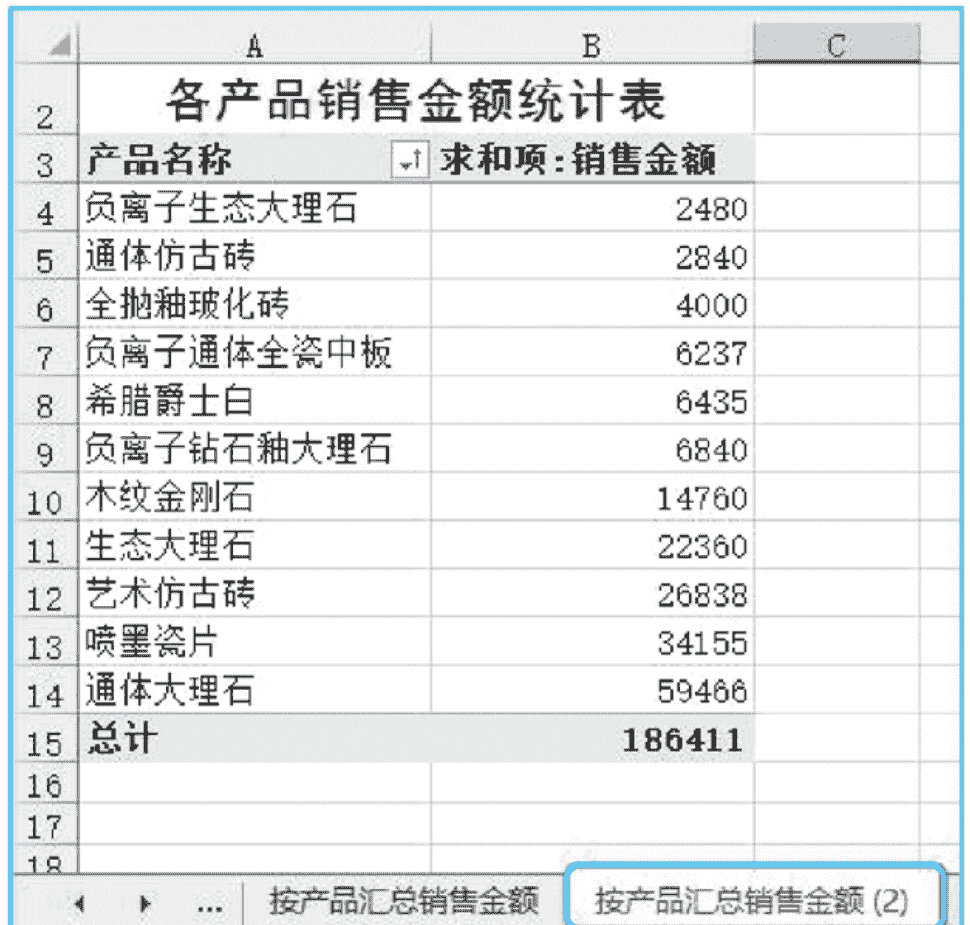 A B C
2 各产品销售金额统计表
3 产品名称 求和项:销售金额
4 负离子生态大理石 2480
5 通体仿古砖 2840
6 全抛釉玻化砖 4000
7 负离子通体全瓷中板 6237
8 希腊爵士白 6435
9 负离子钻石釉大理石 6840
10 木纹金刚石 14760
11 生态大理石 22360
12 艺术仿古砖 26838
13 喷墨瓷片 34155
14 通体大理石 59466
15 总计 186411
16
17
18
... 按产品汇总销售金额 按产品汇总销售金额 (2)